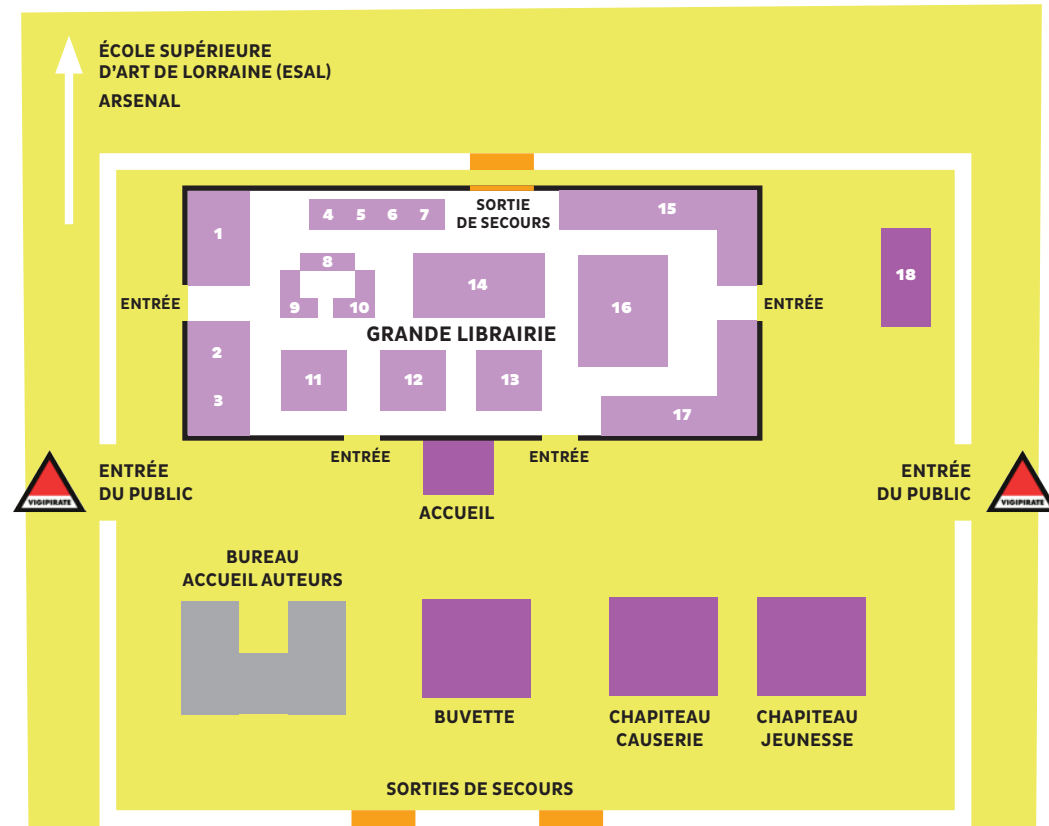 ÉCOLE SUPÉRIEURE
D'ART DE LORRAINE (ESAL)
ARSENAL
SORTIE
DE SECOURS
1
4 5 6 7
15
8
14
18
9 10
16
ENTRÉE
ENTRÉE
GRANDE LIBRAIRIE
2
3
11
12
13
17
ENTRÉE
ENTRÉE
ACCUEIL
ENTRÉE
DU PUBLIC
VIGIPIRATE
ENTRÉE
DU PUBLIC
VIGIPIRATE
BUREAU
ACCUEIL AUTEURS
BUVETTE
CHAPITEAU
CAUSERIE
CHAPITEAU
JEUNESSE
SORTIES DE SECOURS